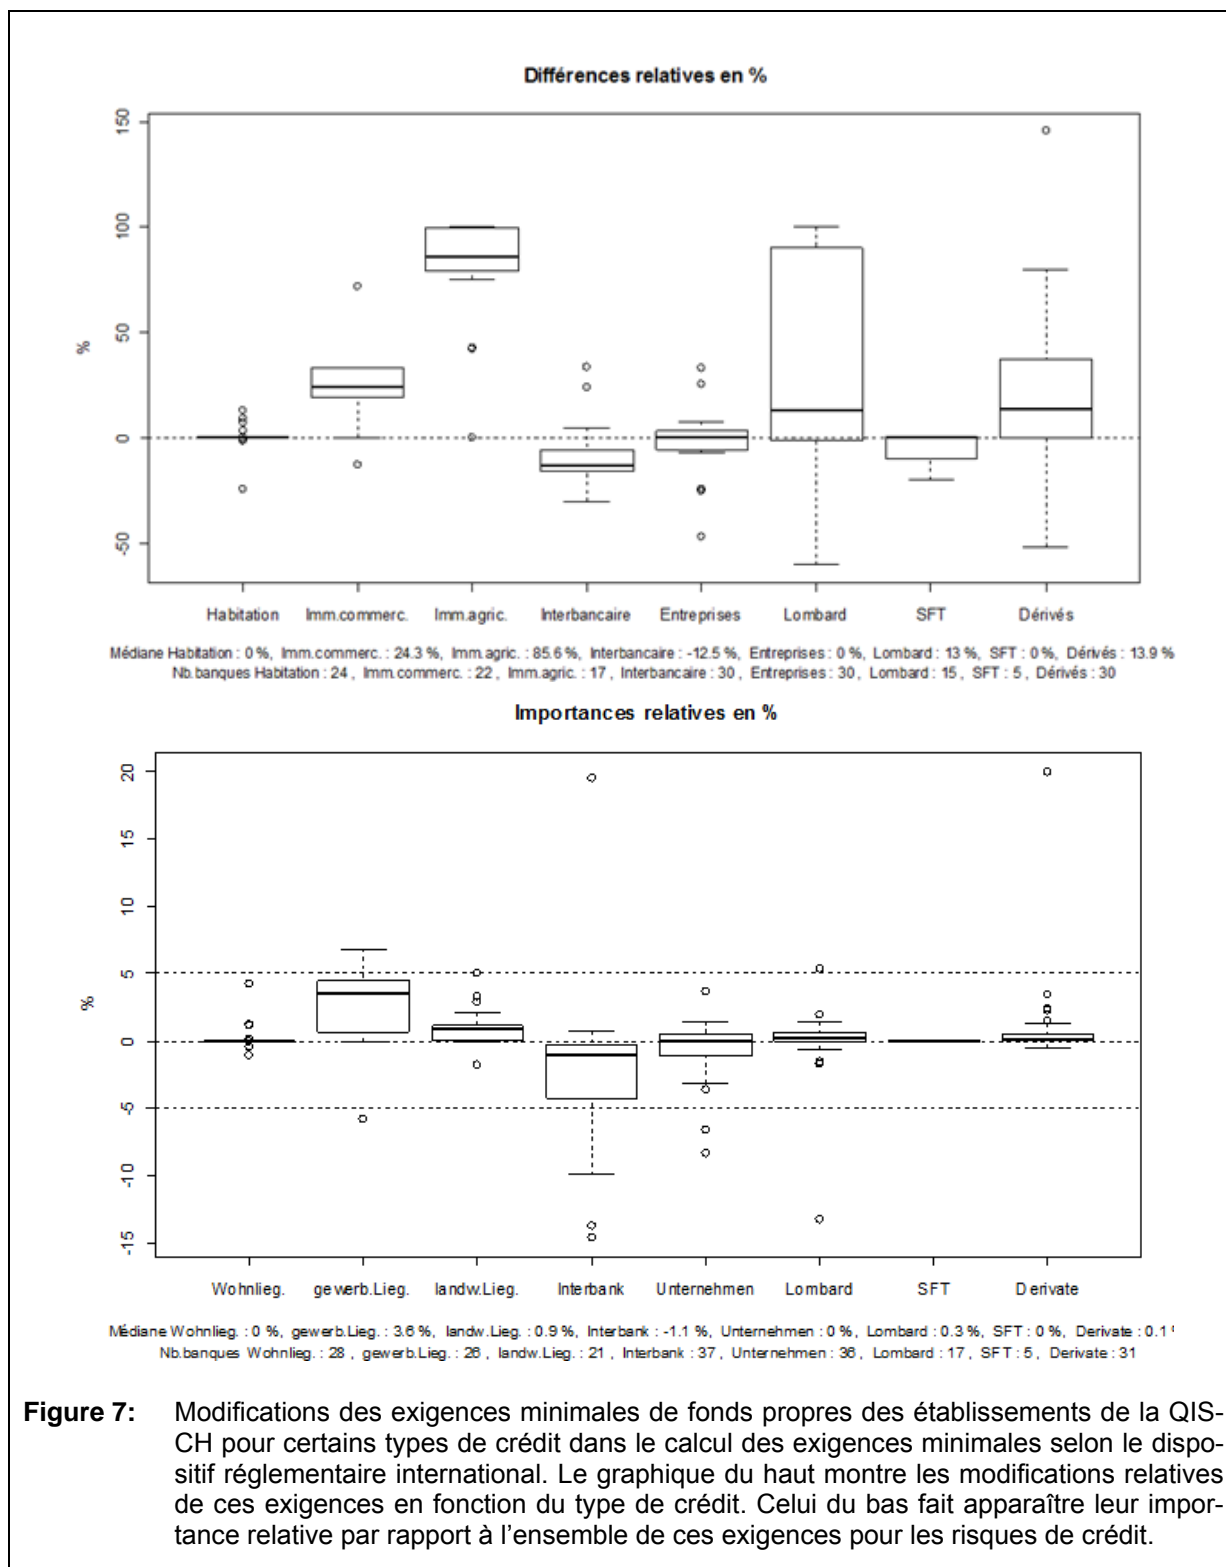 Différences relatives en %
150
100
50
0
-50
%
Habitation Imm.commerc. Imm.agric. Interbancaire Entreprises Lombard SFT Dérivés
Médiane Habitation : 0 %, Imm.commerc. : 24.3 %, Imm.agric. : 85.6 %, Interbancaire : -12.5 %, Entreprises : 0 %, Lombard : 13 %, SFT : 0 %, Dérivés : 13.9 %
Nb.banques Habitation : 24 , Imm.commerc. : 22 , Imm.agric. : 17 , Interbancaire : 30 , Entreprises : 30 , Lombard : 15 , SFT : 5 , Dérivés : 30
Importances relatives en %
20
15
10
5
0
-5
-10
-15
%
Wohnlieg. gewerb.Lieg. landw.Lieg. Interbank Unternehmen Lombard SFT Derivate
Médiane Wohnlieg. : 0 %, gewerb.Lieg. : 3.6 %, landw.Lieg. : 0.9 %, Interbank : -1.1 %, Unternehmen : 0 %, Lombard : 0.3 %, SFT : 0 %, Derivate : 0.1
Nb.banques Wohnlieg. : 28 , gewerb.Lieg. : 26 , landw.Lieg. : 21 , Interbank : 37 , Unternehmen : 36 , Lombard : 17 , SFT : 5 , Derivate : 31
Figure 7: Modifications des exigences minimales de fonds propres des établissements de la QIS-
CH pour certains types de crédit dans le calcul des exigences minimales selon le dispo-
sitif réglementaire international. Le graphique du haut montre les modifications relatives
de ces exigences en fonction du type de crédit. Celui du bas fait apparaître leur impor-
tance relative par rapport à l'ensemble de ces exigences pour les risques de crédit.